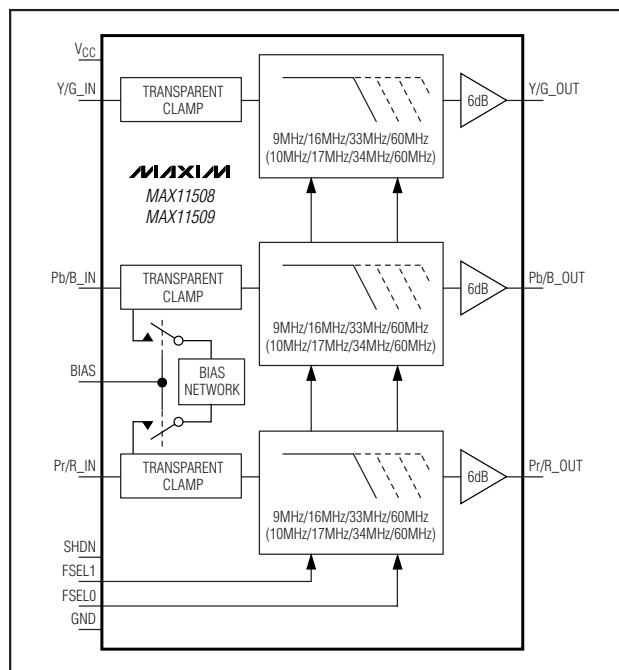 VCC
Y/G_IN
TRANSPARENT
CLAMP
9MHz/16MHz/33MHz/60MHz
(10MHz/17MHz/34MHz/60MHz)
6dB
Y/G_OUT
MAXIM
MAX11508
MAX11509
Pb/B_IN
TRANSPARENT
CLAMP
9MHz/16MHz/33MHz/60MHz
(10MHz/17MHz/34MHz/60MHz)
6dB
Pb/B_OUT
BIAS
BIAS
NETWORK
Pr/R_IN
TRANSPARENT
CLAMP
9MHz/16MHz/33MHz/60MHz
(10MHz/17MHz/34MHz/60MHz)
6dB
Pr/R_OUT
SHDN
FSEL1
FSEL0
GND